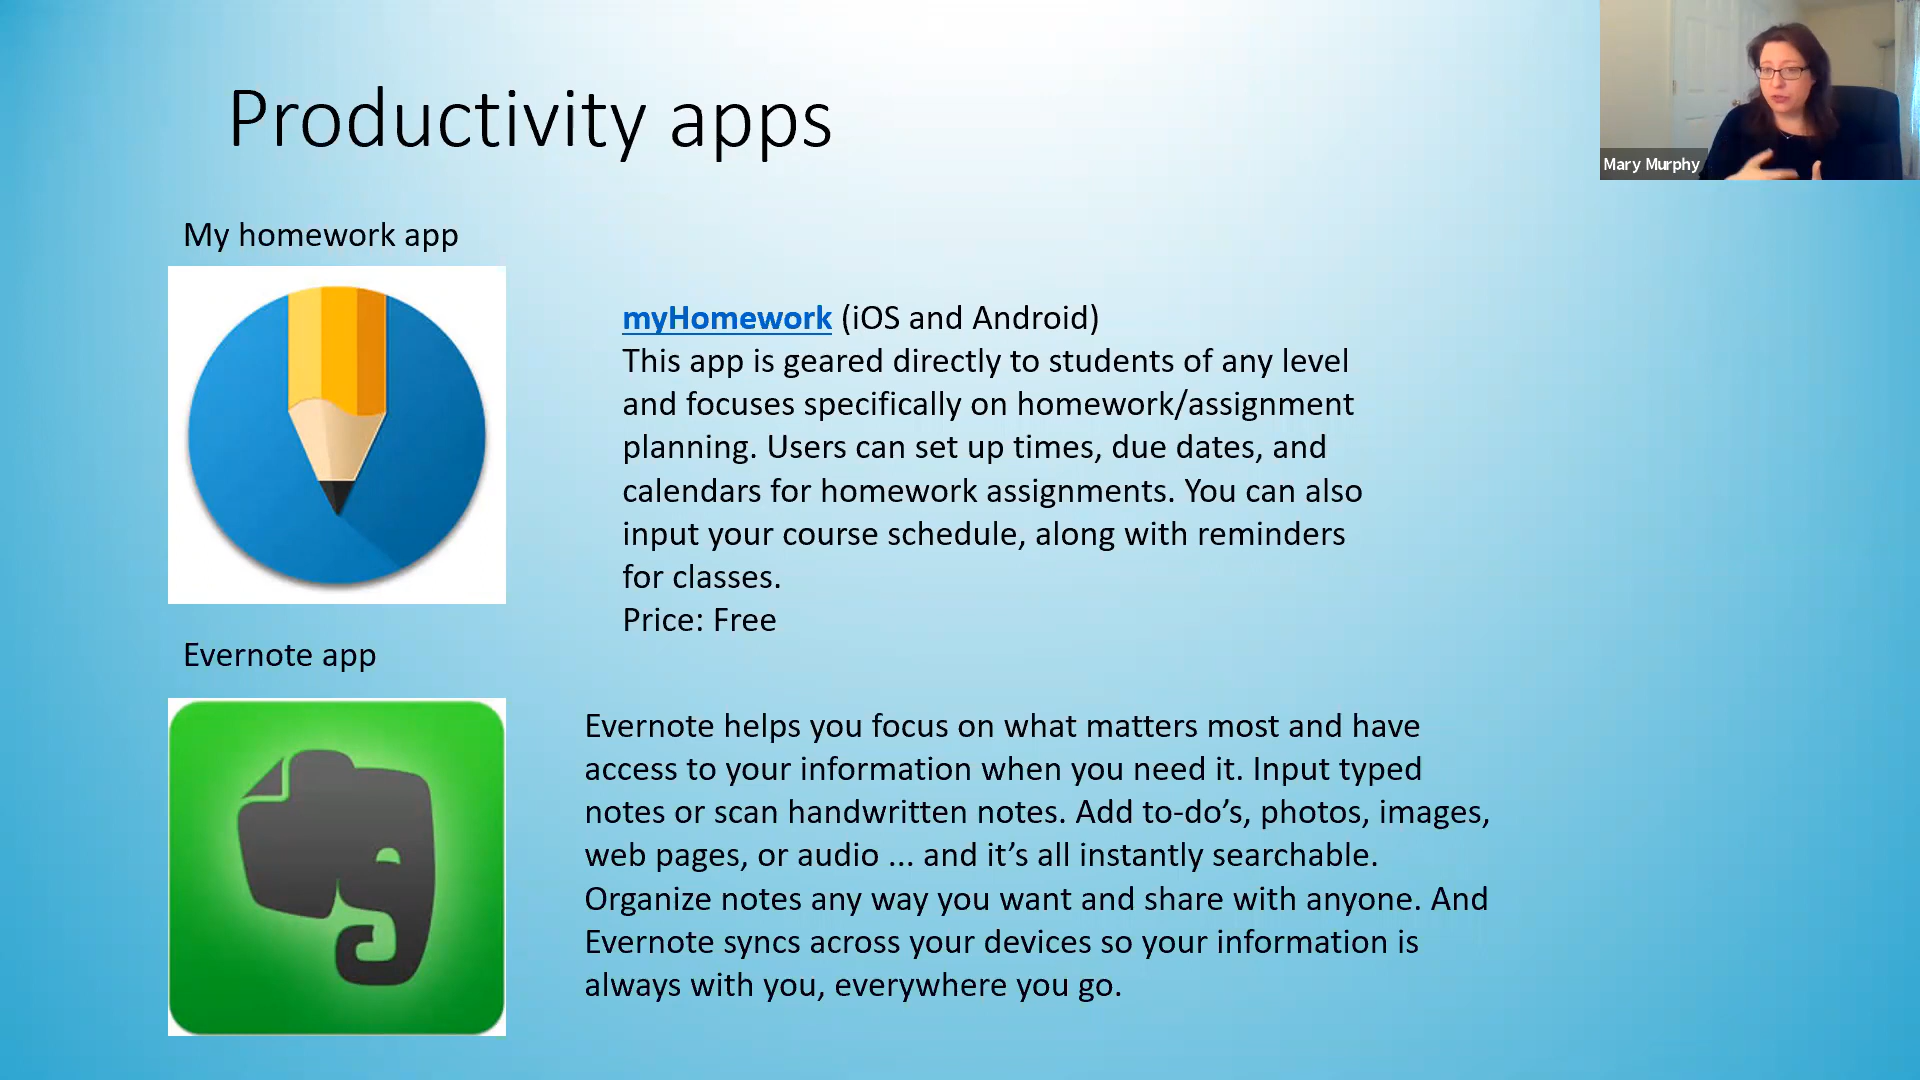 Productivity apps
Mary Murphy
My homework app
myHomework (iOS and Android)
This app is geared directly to students of any level
and focuses specifically on homework/assignment
planning. Users can set up times, due dates, and
calendars for homework assignments. You can also
input your course schedule, along with reminders
for classes.
Price: Free
Evernote app
Evernote helps you focus on what matters most and have
access to your information when you need it. Input typed
notes or scan handwritten notes. Add to-do’s, photos, images,
web pages, or audio ... and it’s all instantly searchable.
Organize notes any way you want and share with anyone. And
Evernote syncs across your devices so your information is
always with you, everywhere you go.